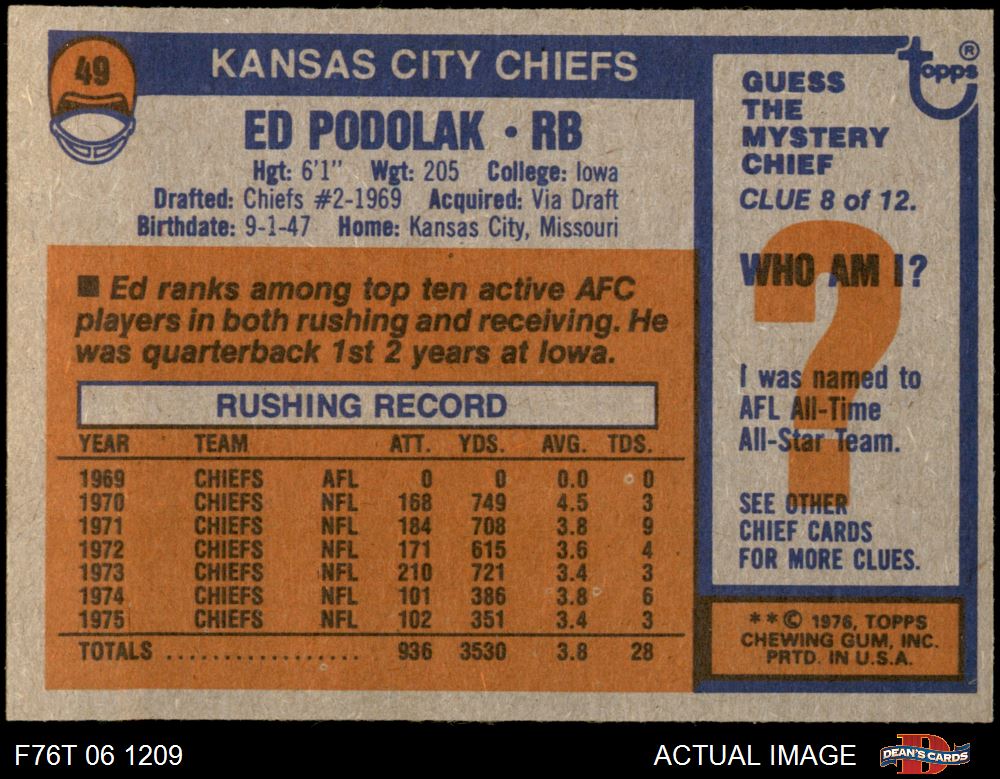 49
KANSAS CITY CHIEFS
ED PODOLAK • RB
Hgt: 6'1" Wgt: 205 College: Iowa
Drafted: Chiefs #2-1969 Acquired: Via Draft
Birthdate: 9-1-47 Home: Kansas City, Missouri
■ Ed ranks among top ten active AFC
players in both rushing and receiving. He
was quarterback 1st 2 years at Iowa.
RUSHING RECORD
YEAR TEAM ATT. YDS. AVG. TDS.
1969 CHIEFS AFL 0 0 0.0 0
1970 CHIEFS NFL 168 749 4.5 3
1971 CHIEFS NFL 184 708 3.8 9
1972 CHIEFS NFL 171 615 3.6 4
1973 CHIEFS NFL 210 721 3.4 3
1974 CHIEFS NFL 101 386 3.8 6
1975 CHIEFS NFL 102 351 3.4 3
TOTALS .................. 936 3530 3.8 28
topps ®
GUESS
THE
MYSTERY
CHIEF
CLUE 8 of 12.
?
WHO AM I?
I was named to
AFL All-Time
All-Star Team.
SEE OTHER
CHIEF CARDS
FOR MORE CLUES.
**© 1976, TOPPS
CHEWING GUM, INC.
PRTD. IN U.S.A.
F76T 06 1209
ACTUAL IMAGE
D
DEAN'S CARDS